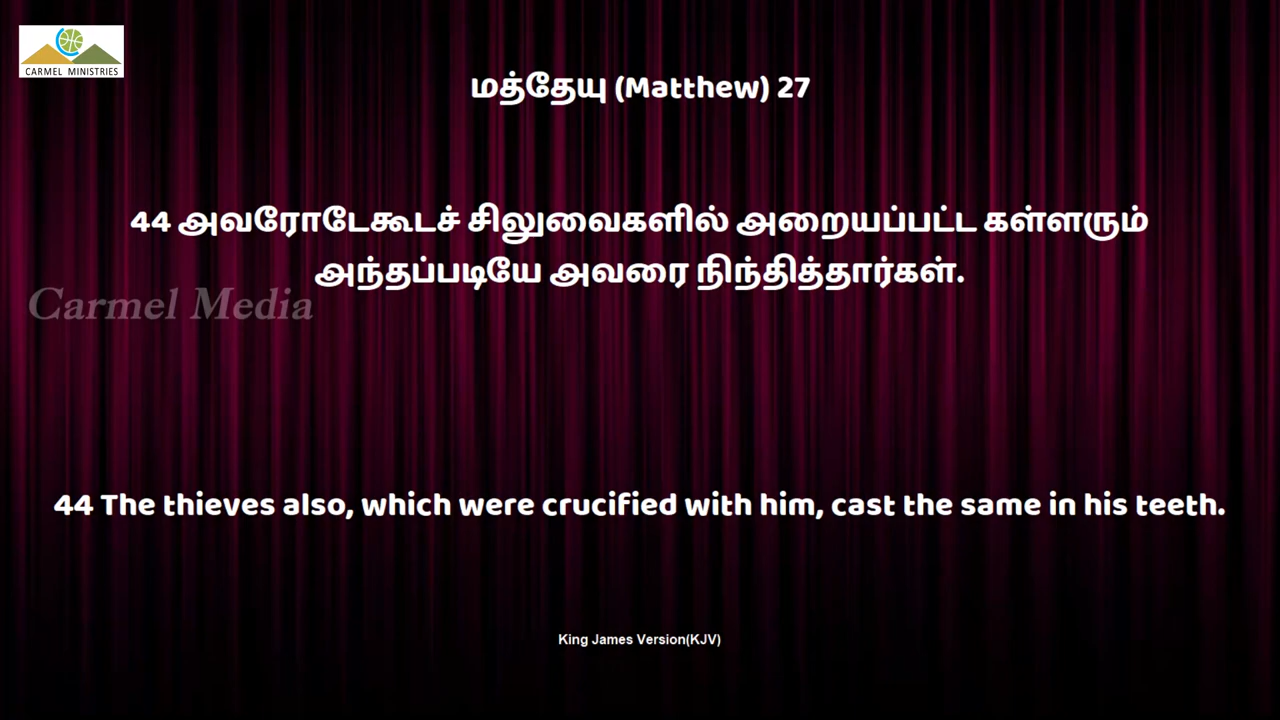 CARMEL MINISTRIES
மத்தேயு (Matthew) 27
44 அவரோடேகூடச் சிலுவைகளில் அறையப்பட்ட கள்ளரும்
அந்தப்படியே அவரை நிந்தித்தார்கள்.
Carmel Media
44 The thieves also, which were crucified with him, cast the same in his teeth.
King James Version(KJV)